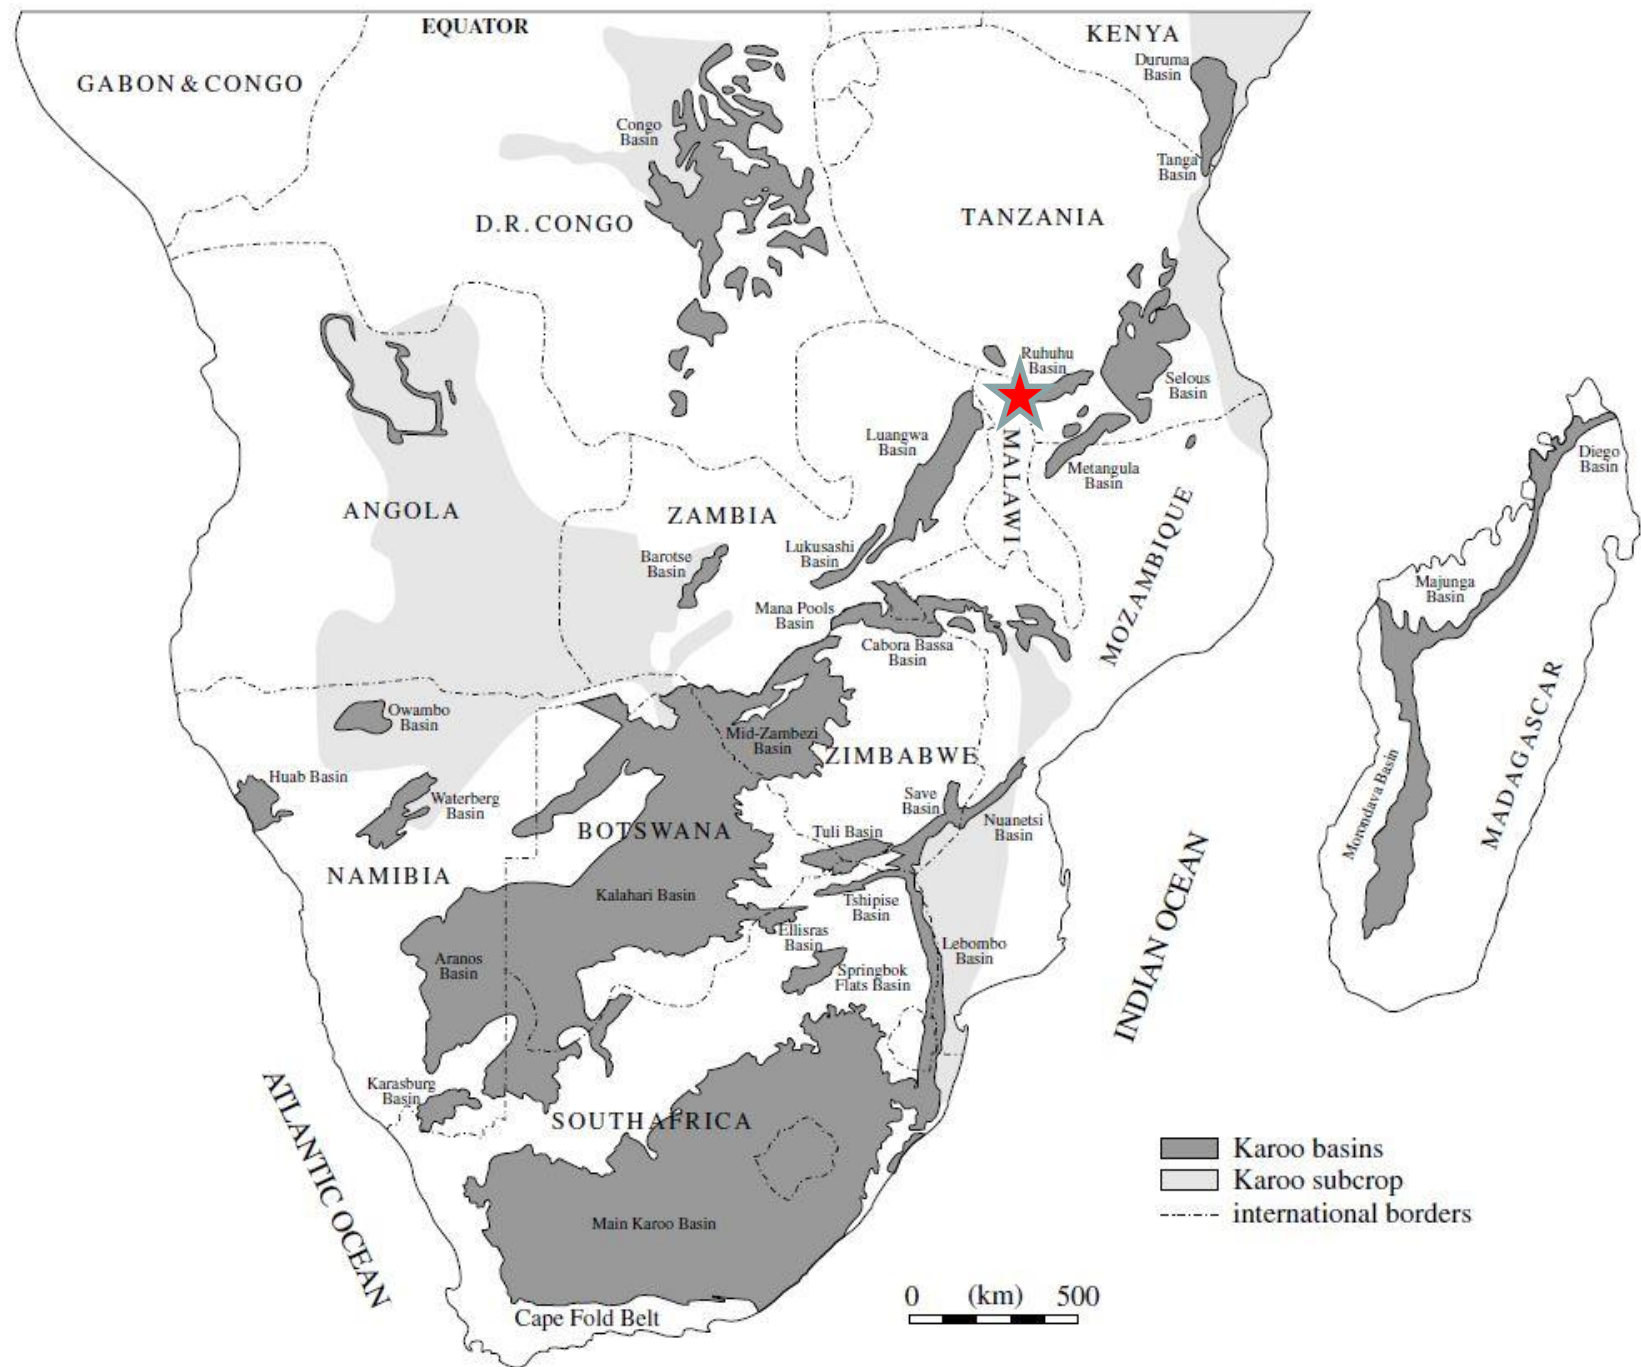 EQUATOR
KENYA
GABON & CONGO
Duruma
Basin
Congo
Basin
Tanga
Basin
D.R. CONGO
TANZANIA
Ruhuhu
Basin
Selous
Basin
Luangwa
Basin
MALAWI
Metangula
Basin
Diego
Basin
ANGOLA
ZAMBIA
MOZAMBIQUE
Lukusashi
Basin
Barotse
Basin
Majunga
Basin
Mana Pools
Basin
Cabora Bassa
Basin
Owambo
Basin
Mid-Zambezi
Basin
ZIMBABWE
MADAGASCAR
Huab Basin
Waterberg
Basin
Save
Basin
Nuanetsi
Basin
Morondava Basin
BOTSWANA
Tuli Basin
NAMIBIA
Kalahari Basin
Tshipise
Basin
Ellisras
Basin
Aranos
Basin
Lebombo
Basin
Springbok
Flats Basin
INDIAN OCEAN
Karasburg
Basin
SOUTHAFRICA
ATLANTIC OCEAN
Karoo basins
Karoo subcrop
international borders
Main Karoo Basin
0 (km) 500
Cape Fold Belt